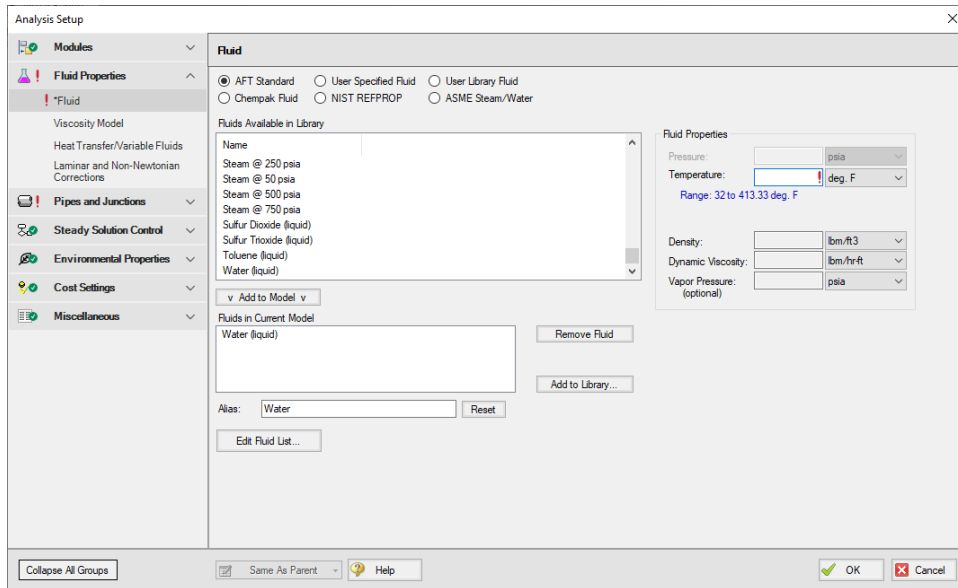 Analysis Setup
Modules
Fluid Properties
*Fluid
Viscosity Model
Heat Transfer/Variable Fluids
Laminar and Non-Newtonian
Corrections
Pipes and Junctions
Steady Solution Control
Environmental Properties
Cost Settings
Miscellaneous
Fluid
AFT Standard User Specified Fluid User Library Fluid
Chempak Fluid NIST REFPROP ASME Steam/Water
Fluids Available in Library
Name
Steam @ 250 psia
Steam @ 50 psia
Steam @ 500 psia
Steam @ 750 psia
Sulfur Dioxide (liquid)
Sulfur Trioxide (liquid)
Toluene (liquid)
Water (liquid)
v Add to Model v
Fluids in Current Model
Water (liquid)
Remove Fluid
Add to Library...
Alias: Water Reset
Edit Fluid List...
Fluid Properties
Pressure: psia
Temperature: deg. F
Range: 32 to 413.33 deg. F
Density: lbm/ft3
Dynamic Viscosity: lbm/hr-ft
Vapor Pressure: psia
(optional)
Collapse All Groups Same As Parent Help OK Cancel